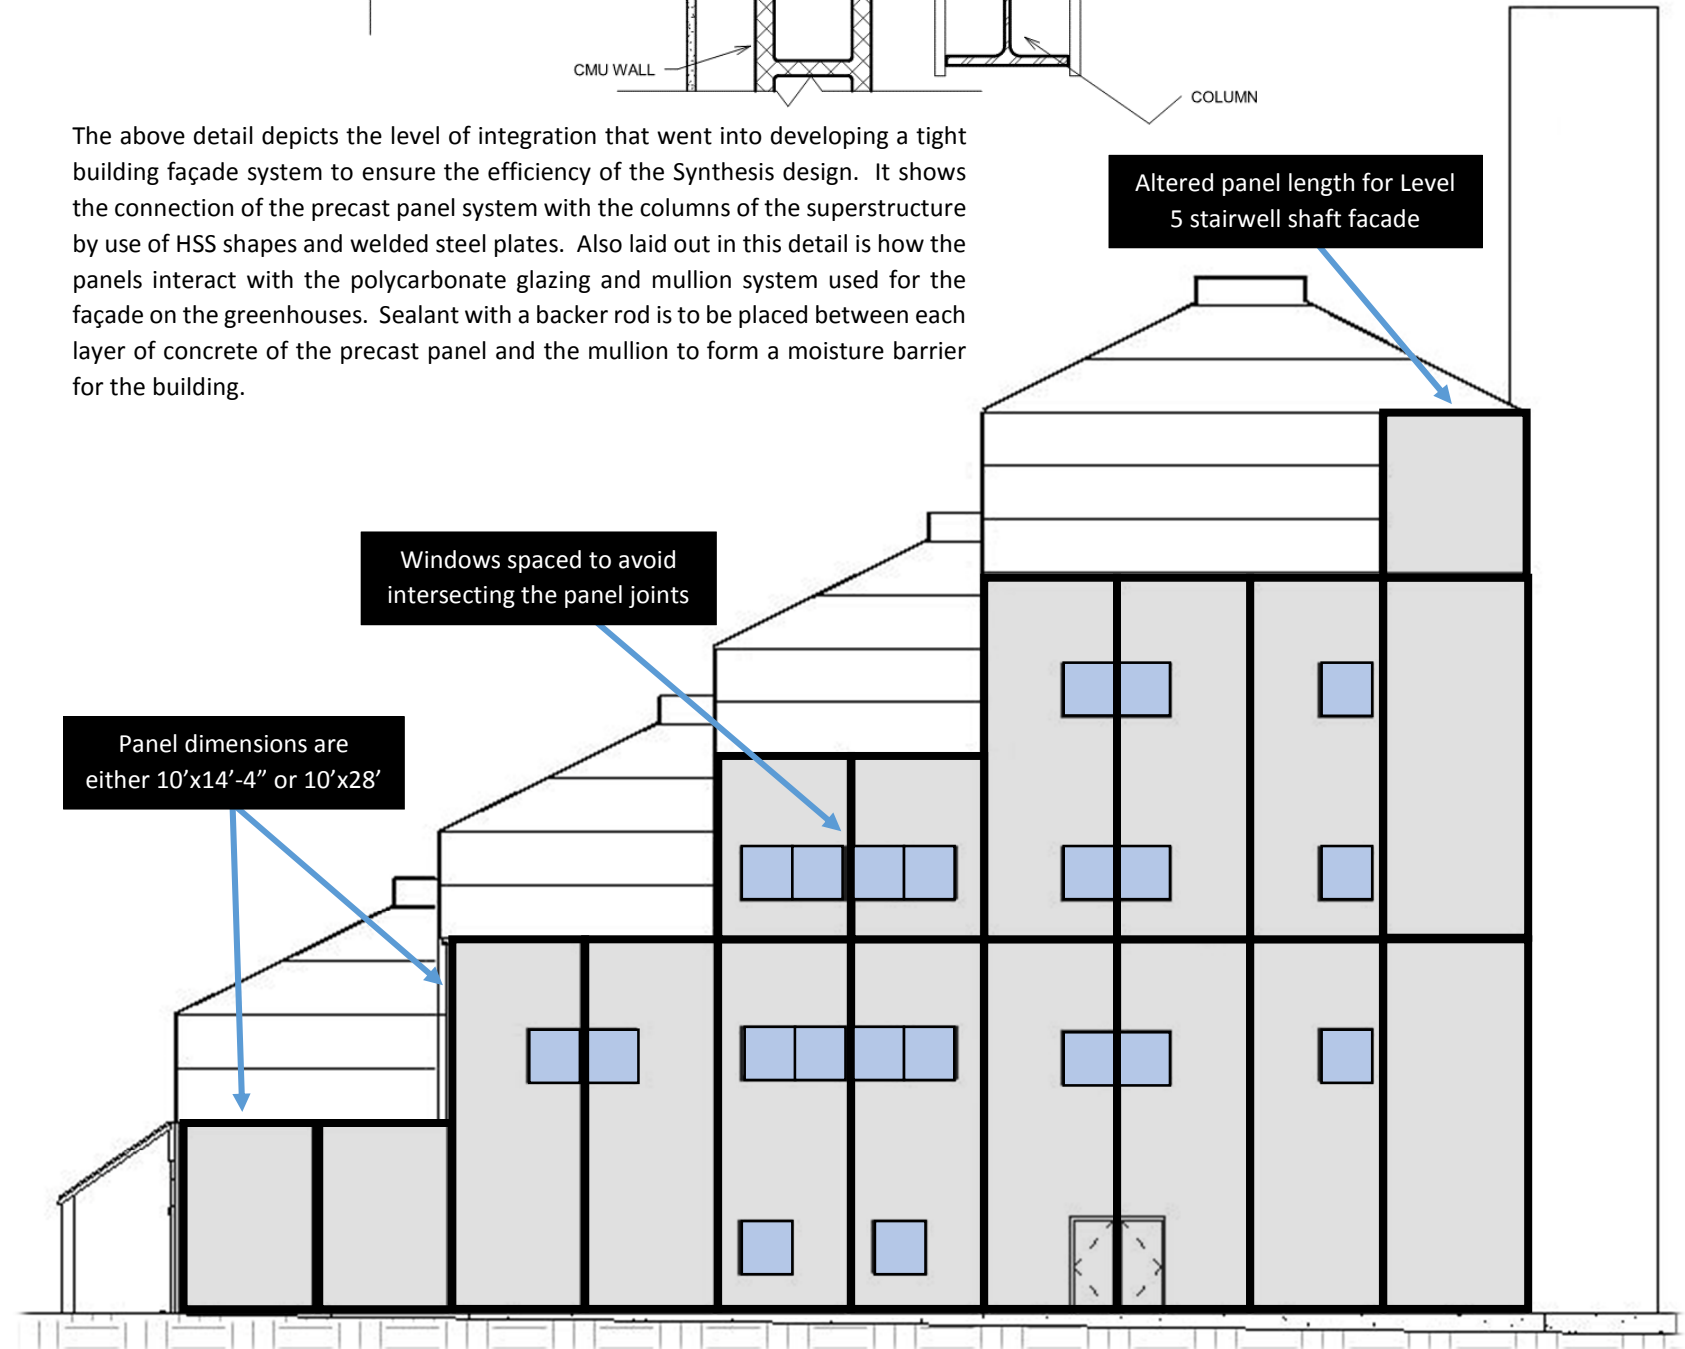 CMU WALL
COLUMN
The above detail depicts the level of integration that went into developing a tight
building façade system to ensure the efficiency of the Synthesis design. It shows
the connection of the precast panel system with the columns of the superstructure
by use of HSS shapes and welded steel plates. Also laid out in this detail is how the
panels interact with the polycarbonate glazing and mullion system used for the
façade on the greenhouses. Sealant with a backer rod is to be placed between each
layer of concrete of the precast panel and the mullion to form a moisture barrier
for the building.
Altered panel length for Level
5 stairwell shaft facade
Windows spaced to avoid
intersecting the panel joints
Panel dimensions are
either 10’x14’-4” or 10’x28’